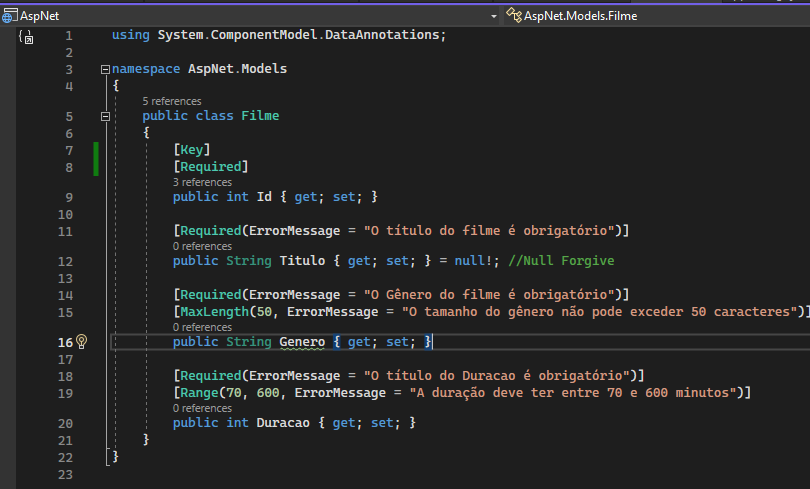 AspNet AspNet.Models.Filme
1 using System.ComponentModel.DataAnnotations;
2
3 namespace AspNet.Models
4 {
5 references
5 public class Filme
6 {
7 [Key]
8 [Required]
3 references
9 public int Id { get; set; }
10
11 [Required(ErrorMessage = "O título do filme é obrigatório")]
0 references
12 public String Titulo { get; set; } = null!; //Null Forgive
13
14 [Required(ErrorMessage = "O Gênero do filme é obrigatório")]
15 [MaxLength(50, ErrorMessage = "O tamanho do gênero não pode exceder 50 caracteres")]
0 references
16 public String Genero { get; set; }
17
18 [Required(ErrorMessage = "O título do Duracao é obrigatório")]
19 [Range(70, 600, ErrorMessage = "A duração deve ter entre 70 e 600 minutos")]
0 references
20 public int Duracao { get; set; }
21 }
22 }
23